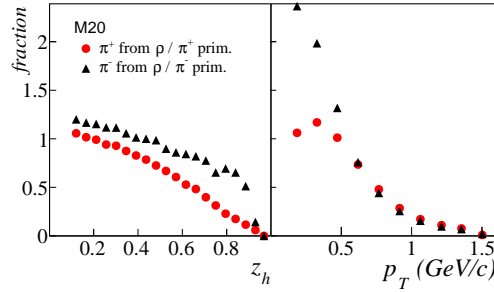 fraction
2
1.5
1
0.5
0
M20
π⁺ from ρ / π⁺ prim.
π⁻ from ρ / π⁻ prim.
0.2 0.4 0.6 0.8
z_h
0.5 1 1.5
p_T (GeV/c)